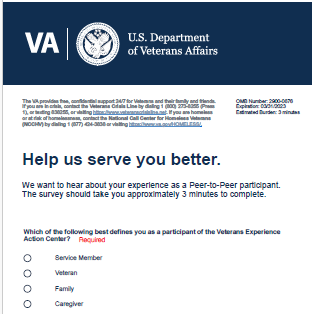 VA
U.S. Department
of Veterans Affairs
The VA provides free, confidential support 24/7 for Veterans and their family and friends.
If you are in crisis, contact the Veterans Crisis Line by dialing 1 (800) 273-8255 (Press
1), or texting 838255, or visiting https://www.veteranscrisisline.net. If you are homeless
or at risk of homelessness, contact the National Call Center for Homeless Veterans
(NCCHV) by dialing 1 (877) 424-3838 or visiting https://www.va.gov/HOMELESS/.
OMB Number: 2900-0876
Expiration: 03/31/2023
Estimated Burden: 3 minutes
Help us serve you better.
We want to hear about your experience as a Peer-to-Peer participant.
The survey should take you approximately 3 minutes to complete.
Which of the following best defines you as a participant of the Veterans Experience
Action Center? Required
Service Member
Veteran
Family
Caregiver